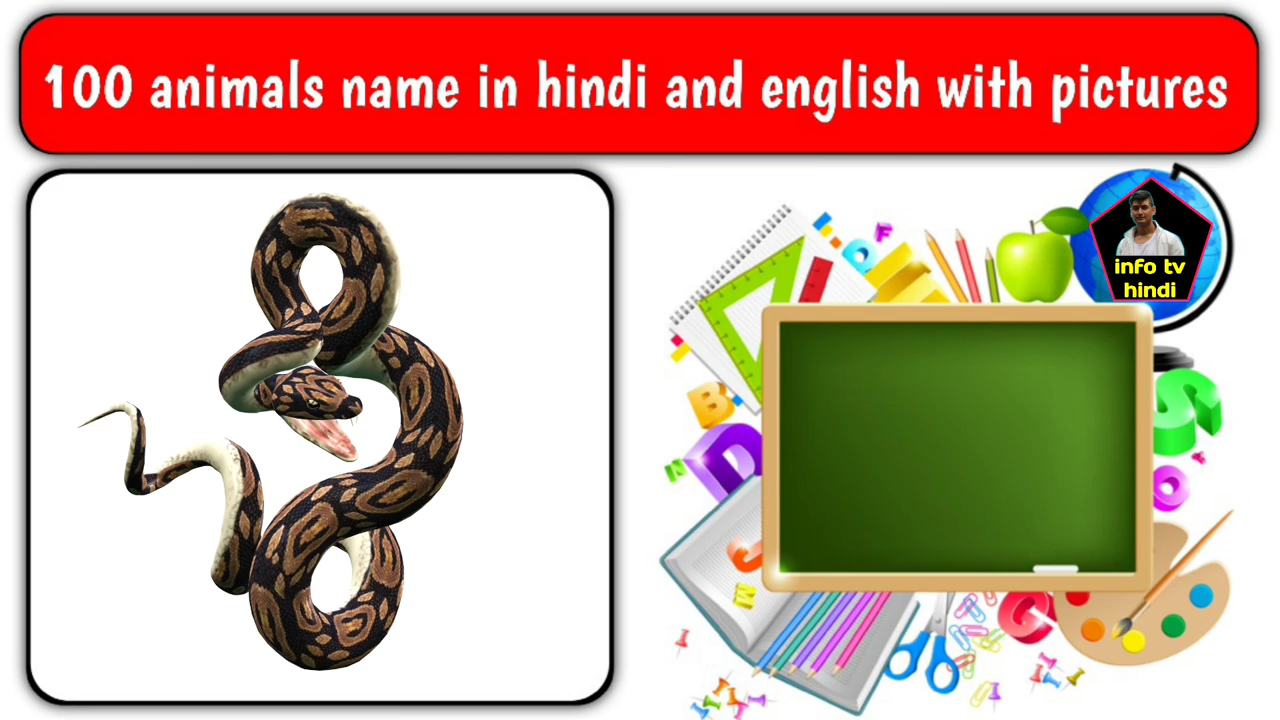 100 animals name in hindi and english with pictures
info tv
hindi
F
B
D
N
S
O
J
M
G